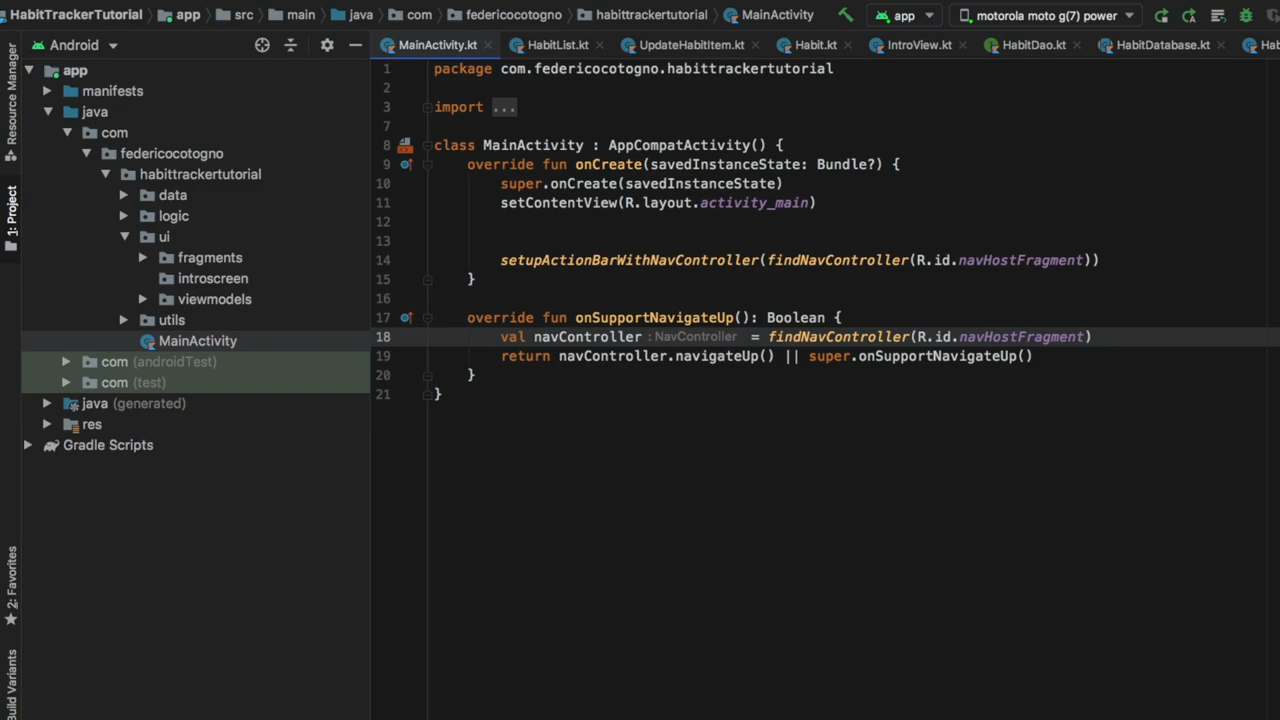 HabitTrackerTutorial app src main java com federicocotogno habittrackertutorial MainActivity app motorola moto g(7) power
Resource Manager
1: Project
2: Favorites
Build Variants
Android
app
manifests
java
com
federicocotogno
habittrackertutorial
data
logic
ui
fragments
introscreen
viewmodels
utils
MainActivity
com (androidTest)
com (test)
java (generated)
res
Gradle Scripts
MainActivity.kt HabitList.kt UpdateHabitItem.kt Habit.kt IntroView.kt HabitDao.kt HabitDatabase.kt
1 package com.federicocotogno.habittrackertutorial
2
3 import ...
7
8 class MainActivity : AppCompatActivity() {
9 override fun onCreate(savedInstanceState: Bundle?) {
10 super.onCreate(savedInstanceState)
11 setContentView(R.layout.activity_main)
12
13
14 setupActionBarWithNavController(findNavController(R.id.navHostFragment))
15 }
16
17 override fun onSupportNavigateUp(): Boolean {
18 val navController : NavController = findNavController(R.id.navHostFragment)
19 return navController.navigateUp() || super.onSupportNavigateUp()
20 }
21 }